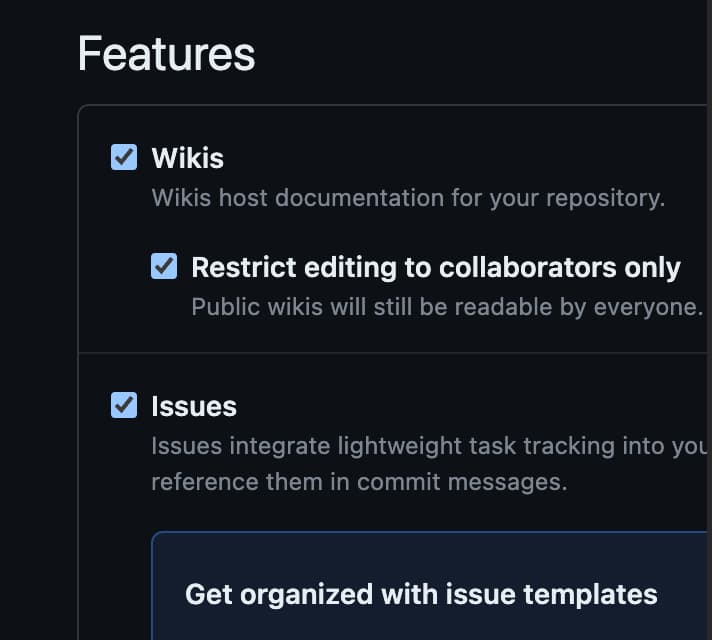 Features
Wikis
Wikis host documentation for your repository.
Restrict editing to collaborators only
Public wikis will still be readable by everyone.
Issues
Issues integrate lightweight task tracking into you
reference them in commit messages.
Get organized with issue templates